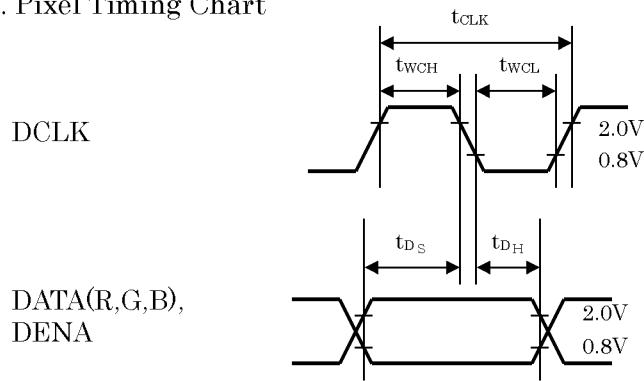 . Pixel Timing Chart
tCLK
tWCH
tWCL
DCLK
2.0V
0.8V
tDS
tDH
DATA(R,G,B),
DENA
2.0V
0.8V